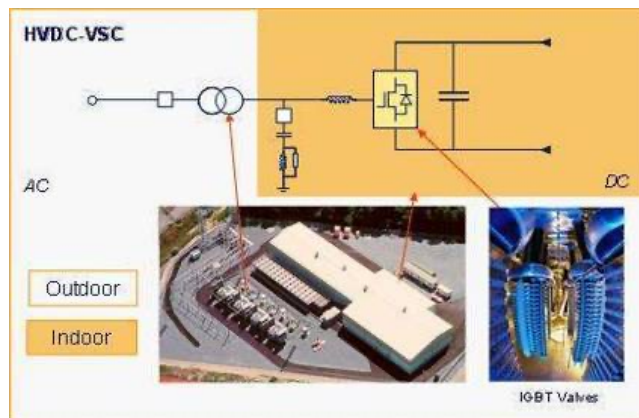 HVDC-VSC
AC
DC
Outdoor
Indoor
IGBT Valves